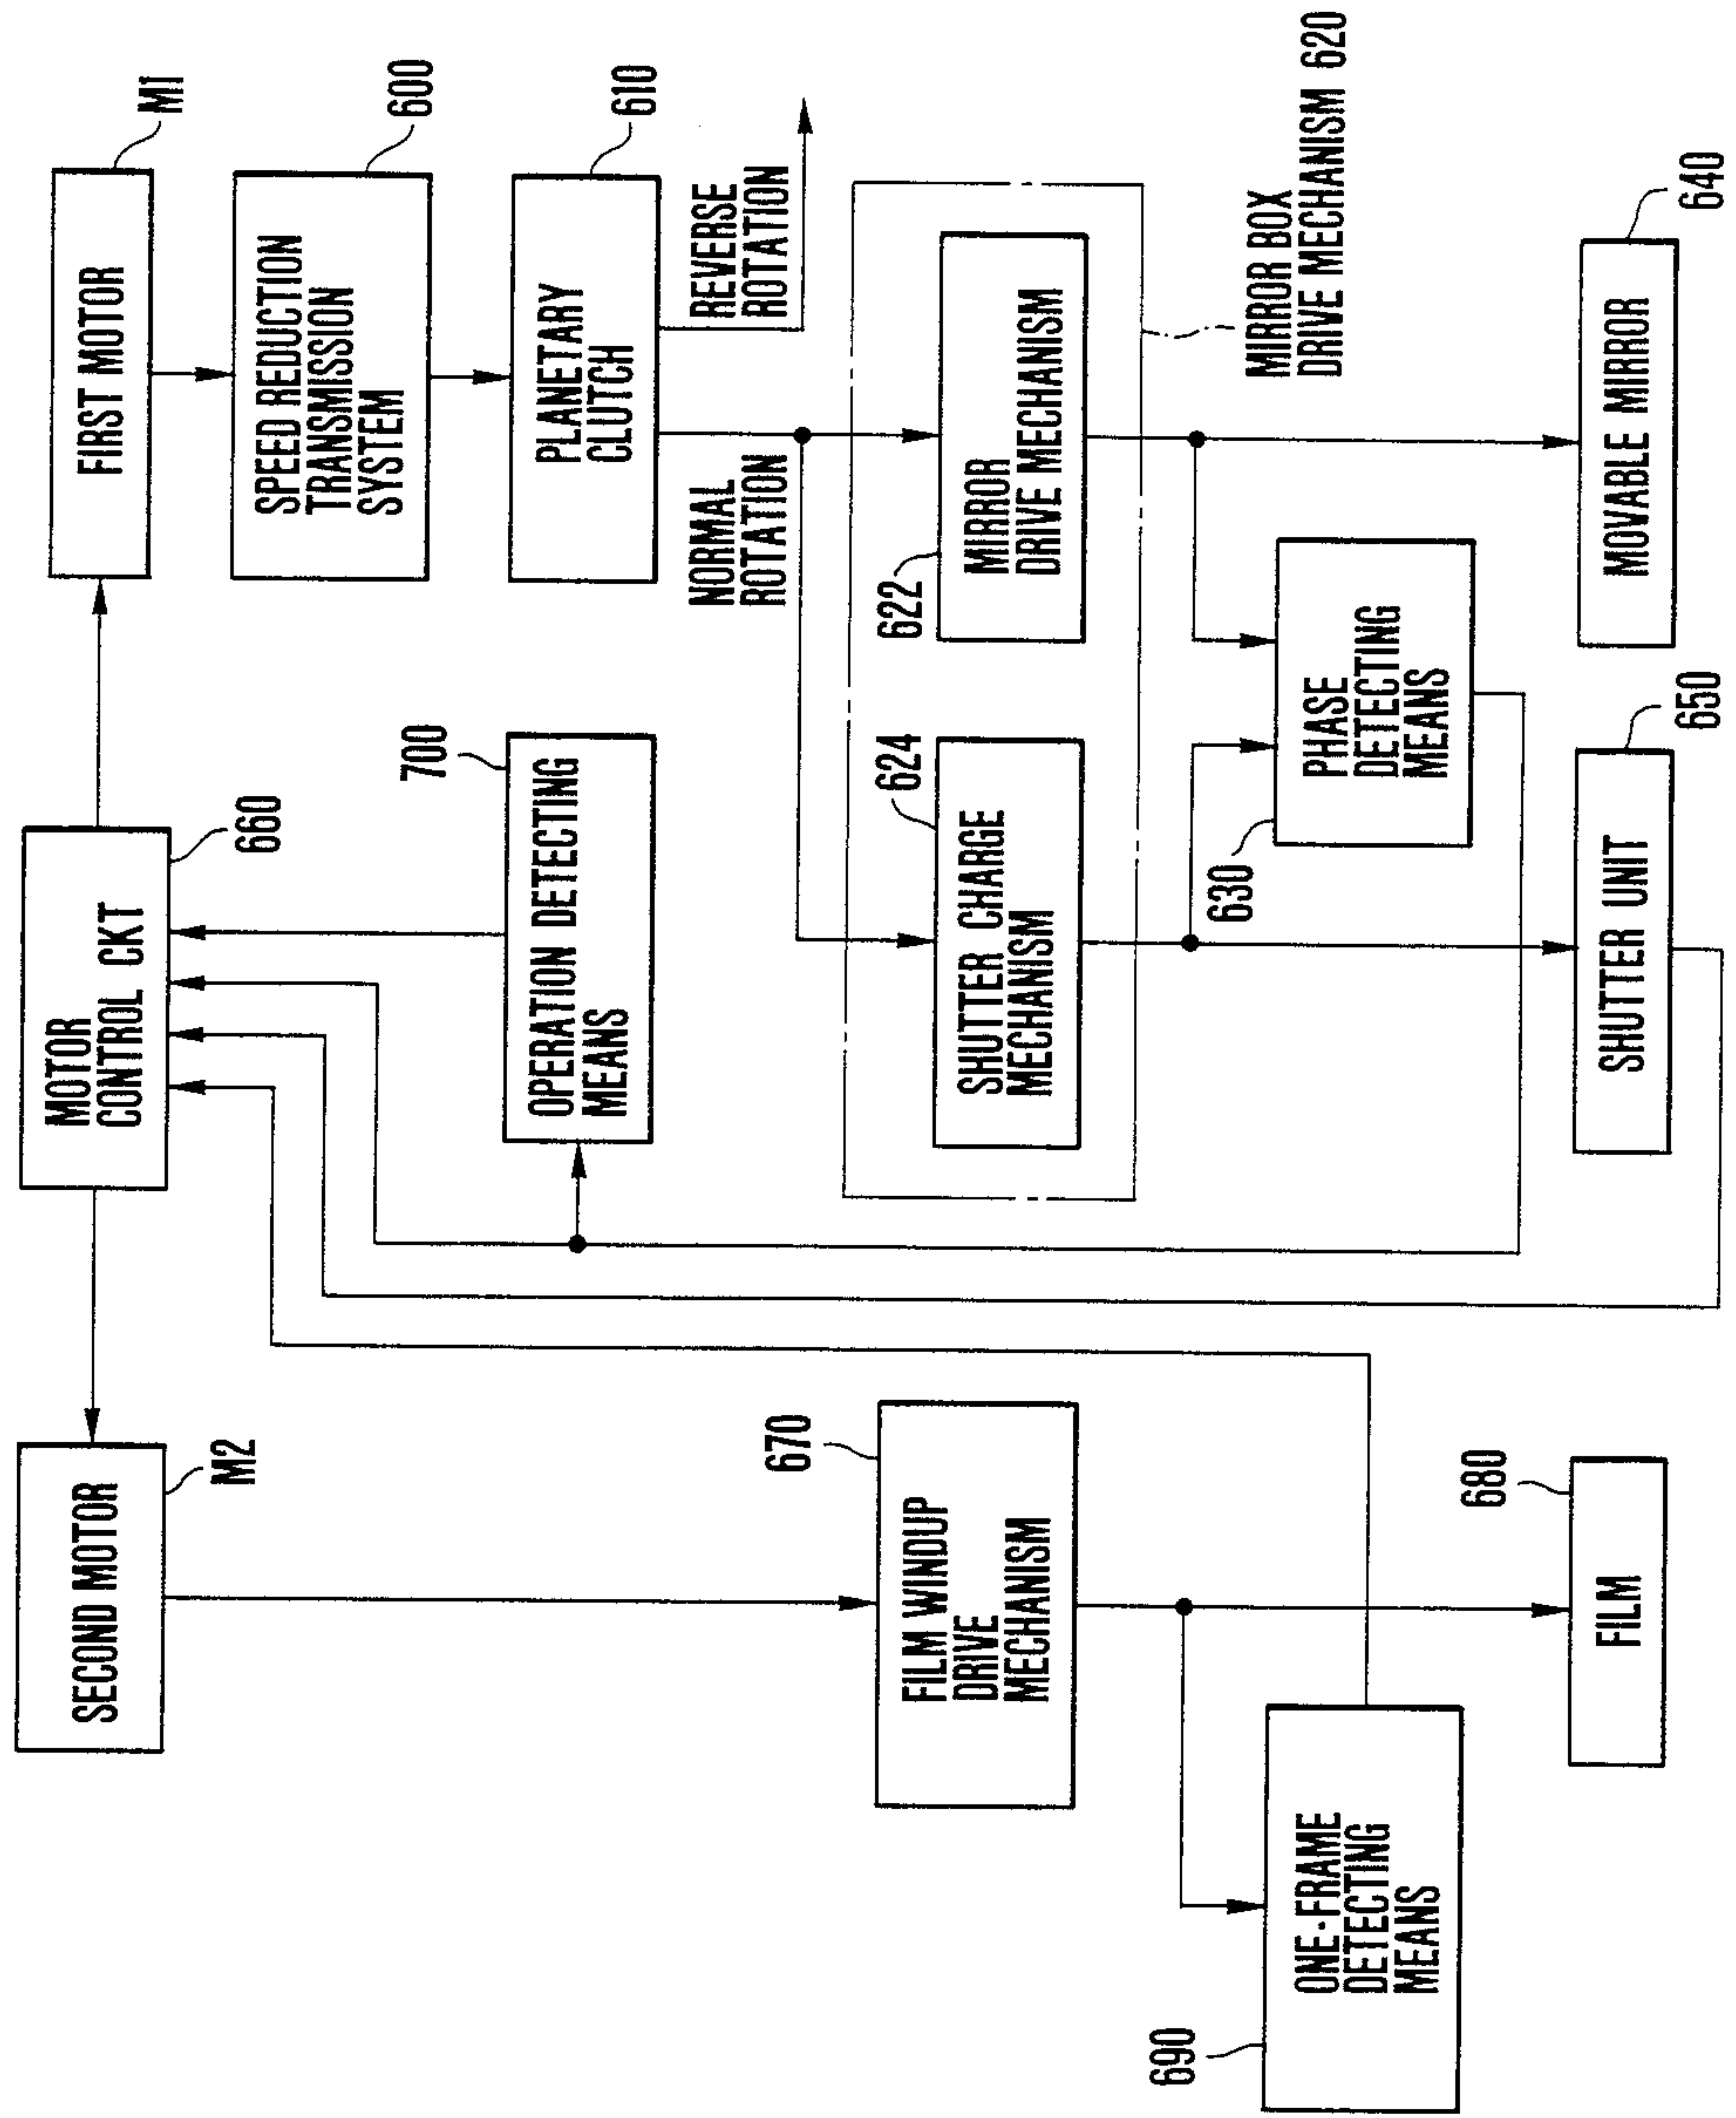 SECOND MOTOR
M2
MOTOR
CONTROL CKT
660
FIRST MOTOR
M1
SPEED REDUCTION
TRANSMISSION
SYSTEM
600
OPERATION DETECTING
MEANS
700
PLANETARY
CLUTCH
610
NORMAL
ROTATION
REVERSE
ROTATION
670
FILM WINDUP
DRIVE
MECHANISM
624
SHUTTER CHARGE
MECHANISM
622
MIRROR
DRIVE MECHANISM
MIRROR BOX
DRIVE MECHANISM 620
690
ONE-FRAME
DETECTING
MEANS
630
PHASE
DETECTING
MEANS
680
FILM
650
SHUTTER UNIT
640
MOVABLE MIRROR